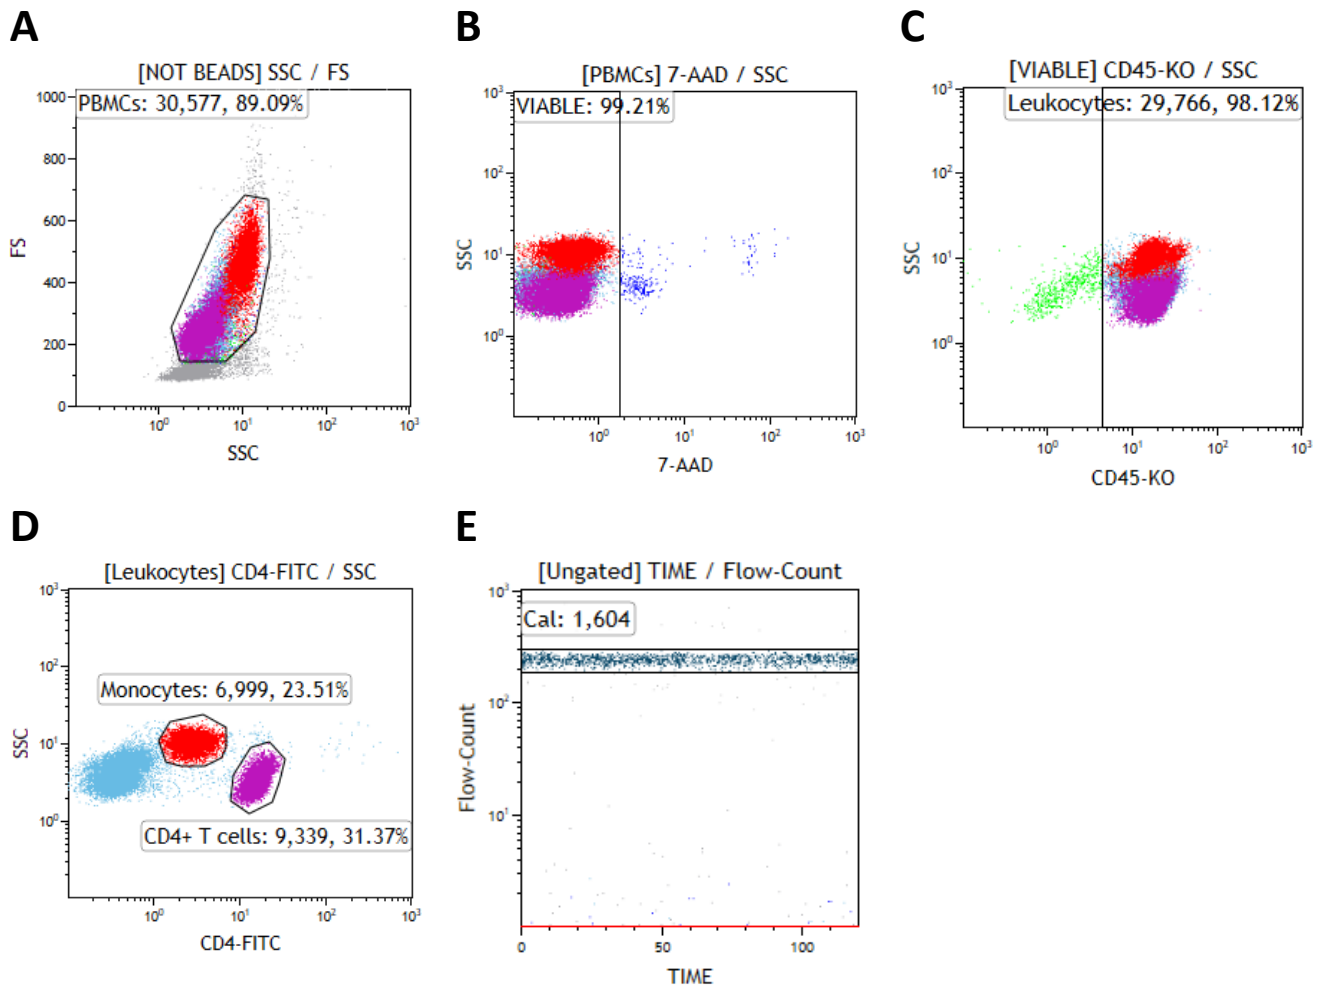 A
[NOT BEADS] SSC / FS
PBMCs: 30,577, 89.09%
1000
800
600
400
200
0
FS
10⁰
10¹
10²
10³
SSC
B
[PBMCs] 7-AAD / SSC
VIABLE: 99.21%
10³
10²
10¹
10⁰
SSC
10⁰
10¹
10²
10³
7-AAD
C
[VIABLE] CD45-KO / SSC
Leukocytes: 29,766, 98.12%
10³
10²
10¹
10⁰
SSC
10⁰
10¹
10²
10³
CD45-KO
D
[Leukocytes] CD4-FITC / SSC
10³
10²
10¹
10⁰
SSC
Monocytes: 6,999, 23.51%
CD4+ T cells: 9,339, 31.37%
10⁰
10¹
10²
10³
CD4-FITC
E
[Ungated] TIME / Flow-Count
Cal: 1,604
10³
10²
10¹
Flow-Count
0
50
100
TIME